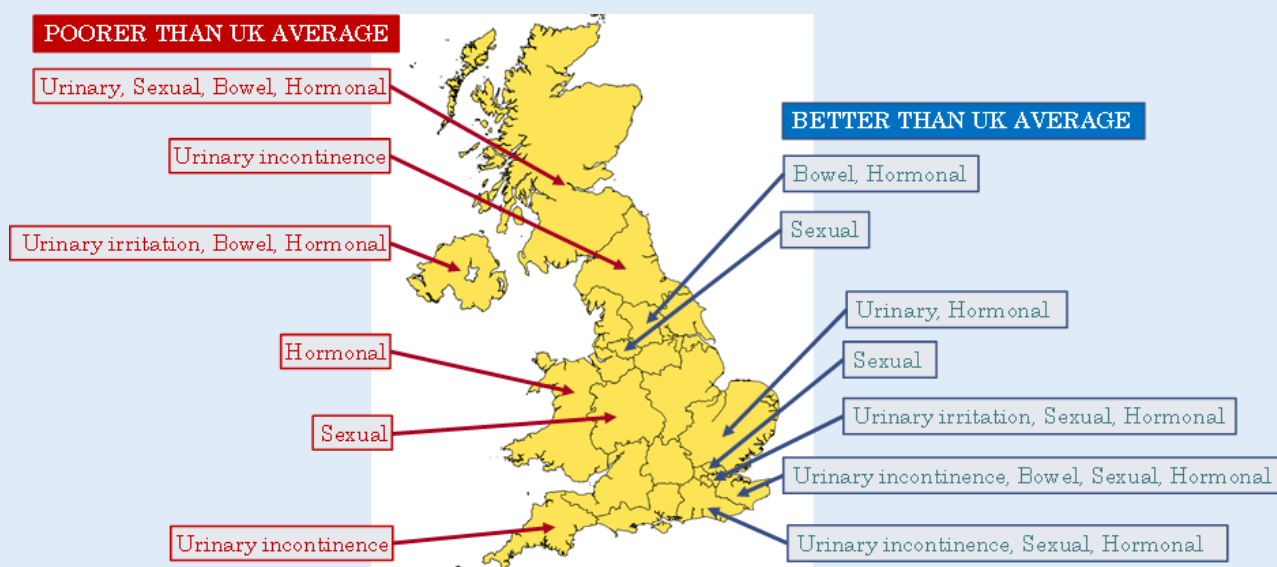 POORER THAN UK AVERAGE
Urinary, Sexual, Bowel, Hormonal
Urinary incontinence
Urinary irritation, Bowel, Hormonal
Hormonal
Sexual
Urinary incontinence
BETTER THAN UK AVERAGE
Bowel, Hormonal
Sexual
Urinary, Hormonal
Sexual
Urinary irritation, Sexual, Hormonal
Urinary incontinence, Bowel, Sexual, Hormonal
Urinary incontinence, Sexual, Hormonal